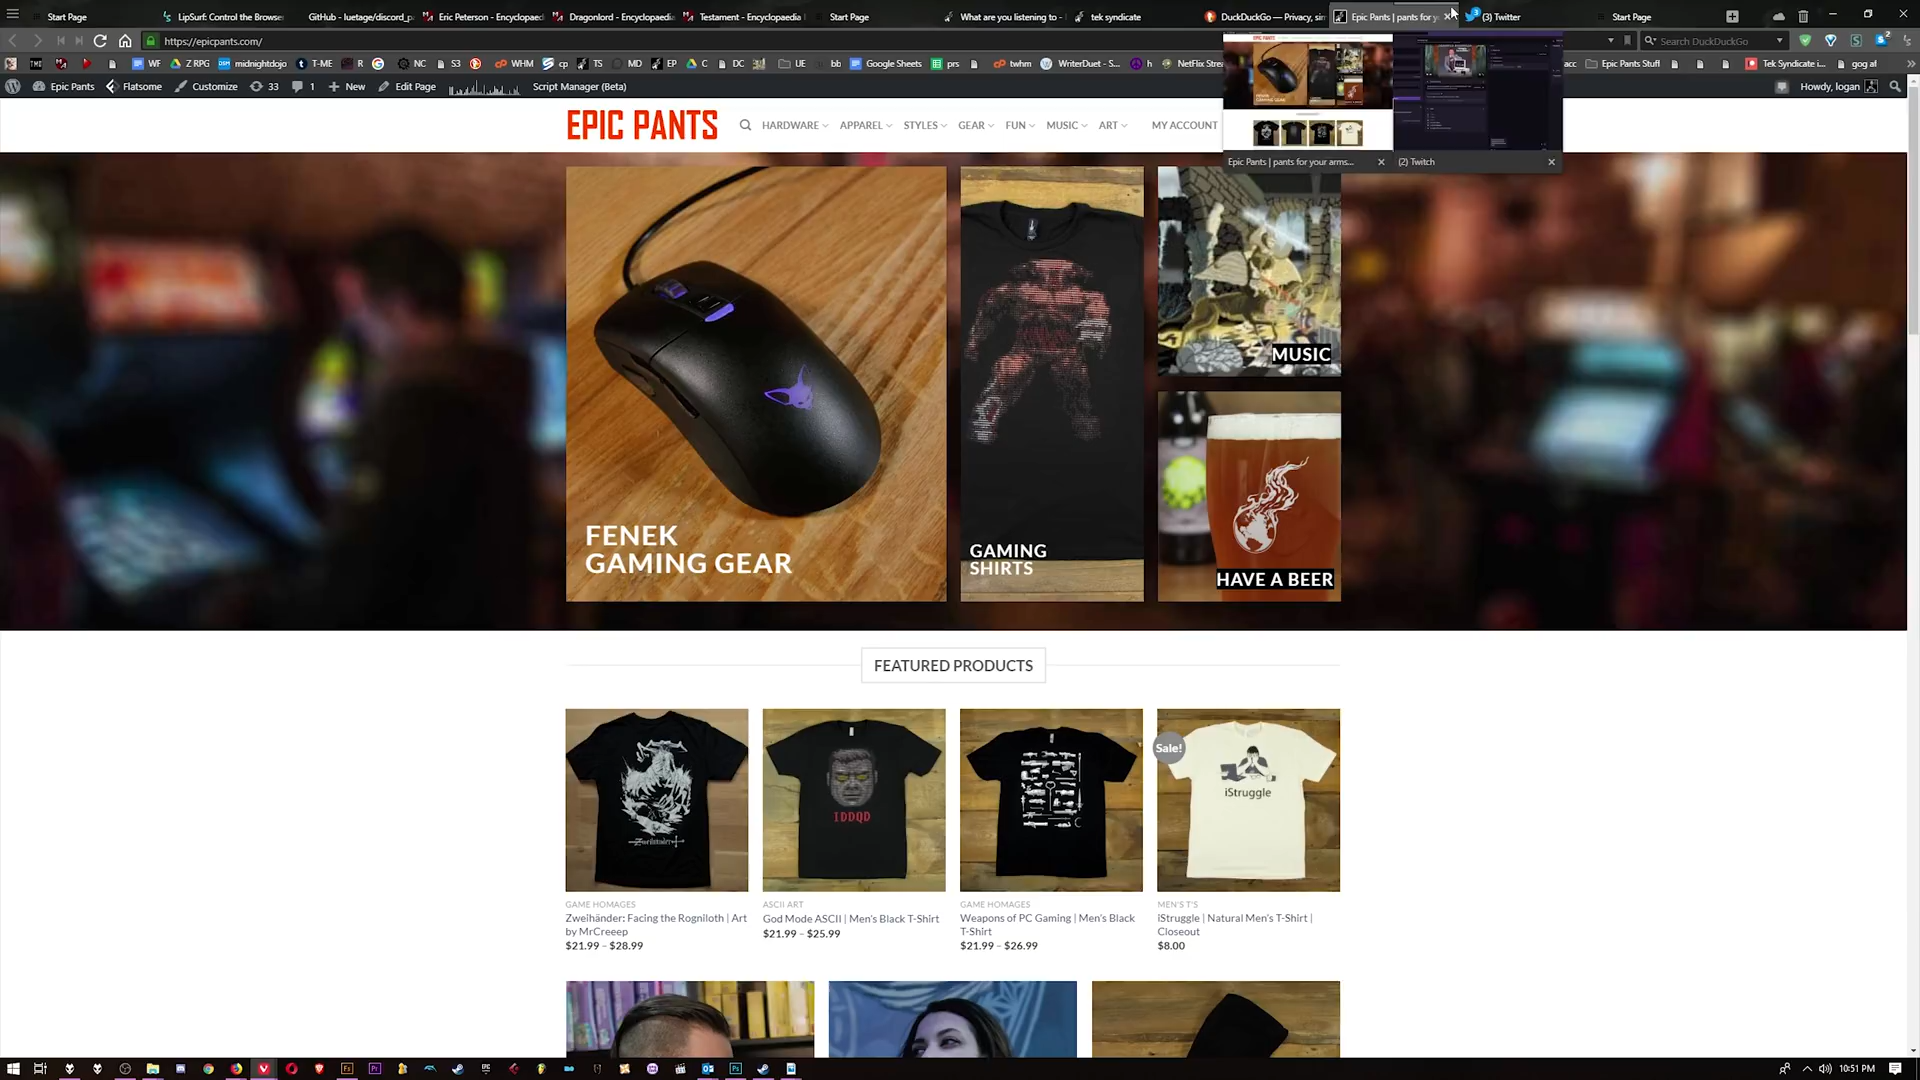 Start Page
LipSurf: Control the Browse
GitHub - luetage/discord_p
Eric Peterson - Encyclopaed
Dragonlord - Encyclopaedi
Testament - Encyclopaedia
Start Page
What are you listening to -
tek syndicate
DuckDuckGo — Privacy, sim
Epic Pants | pants for y
(3) Twitter
Start Page
https://epicpants.com/
Search DuckDuckGo
WF
Z RPG
midnightdojo
T-ME
R
NC
S3
WHM
cp
TS
MD
EP
C
DC
UE
bb
Google Sheets
prs
twhm
WriterDuet - S...
h
NetFlix Strea
acc
Epic Pants Stuff
Tek Syndicate i...
gog af
Epic Pants
Flatsome
Customize
33
1
New
Edit Page
Script Manager (Beta)
Howdy, logan
EPIC PANTS
HARDWARE
APPAREL
STYLES
GEAR
FUN
MUSIC
ART
MY ACCOUNT
Epic Pants | pants for your arms...
(2) Twitch
FENEK
GAMING GEAR
GAMING
SHIRTS
MUSIC
HAVE A BEER
FEATURED PRODUCTS
Zweihänder
IDDQD
Sale!
iStruggle
GAME HOMAGES
Zweihänder: Facing the Rogniloth | Art
by MrCreeep
$21.99 – $28.99
ASCII ART
God Mode ASCII | Men's Black T-Shirt
$21.99 – $25.99
GAME HOMAGES
Weapons of PC Gaming | Men's Black
T-Shirt
$21.99 – $26.99
MEN'S T'S
iStruggle | Natural Men's T-Shirt |
Closeout
$8.00
10:51 PM